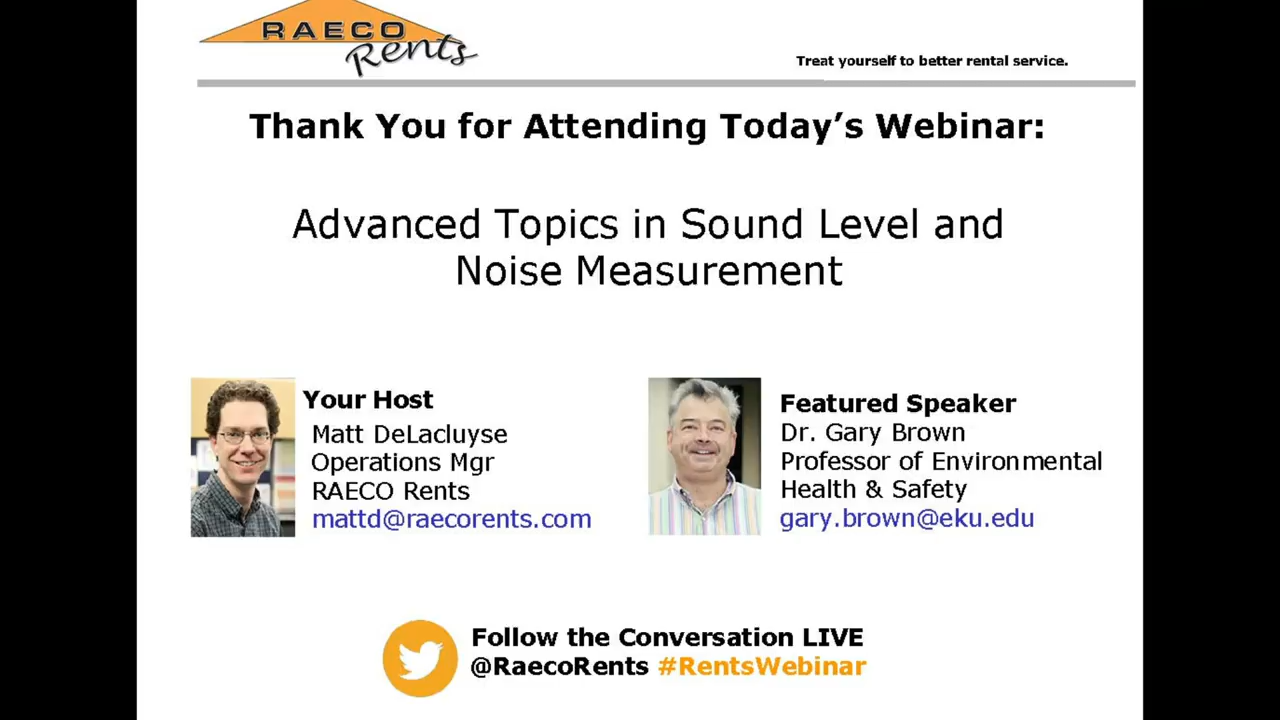 RAECO
Rents
Treat yourself to better rental service.
Thank You for Attending Today’s Webinar:
Advanced Topics in Sound Level and
Noise Measurement
Your Host
Matt DeLacluyse
Operations Mgr
RAECO Rents
mattd@raecorents.com
Featured Speaker
Dr. Gary Brown
Professor of Environmental
Health & Safety
gary.brown@eku.edu
Follow the Conversation LIVE
@RaecoRents #RentsWebinar